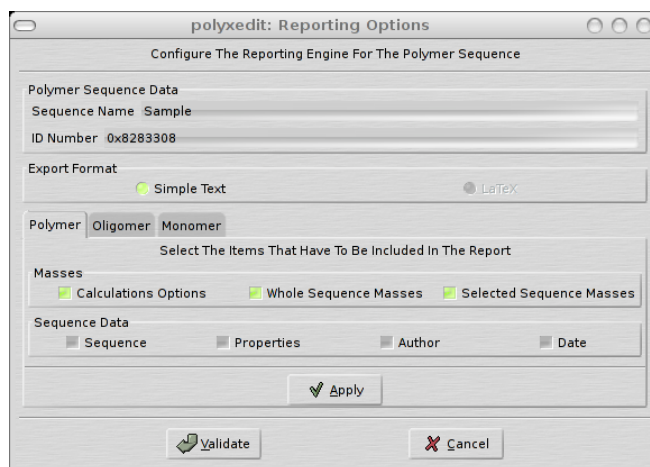 polyxedit: Reporting Options
Configure The Reporting Engine For The Polymer Sequence
Polymer Sequence Data
Sequence Name Sample
ID Number 0x8283308
Export Format
Simple Text LaTeX
Polymer Oligomer Monomer
Select The Items That Have To Be Included In The Report
Masses
Calculations Options Whole Sequence Masses Selected Sequence Masses
Sequence Data
Sequence Properties Author Date
Apply
Validate Cancel